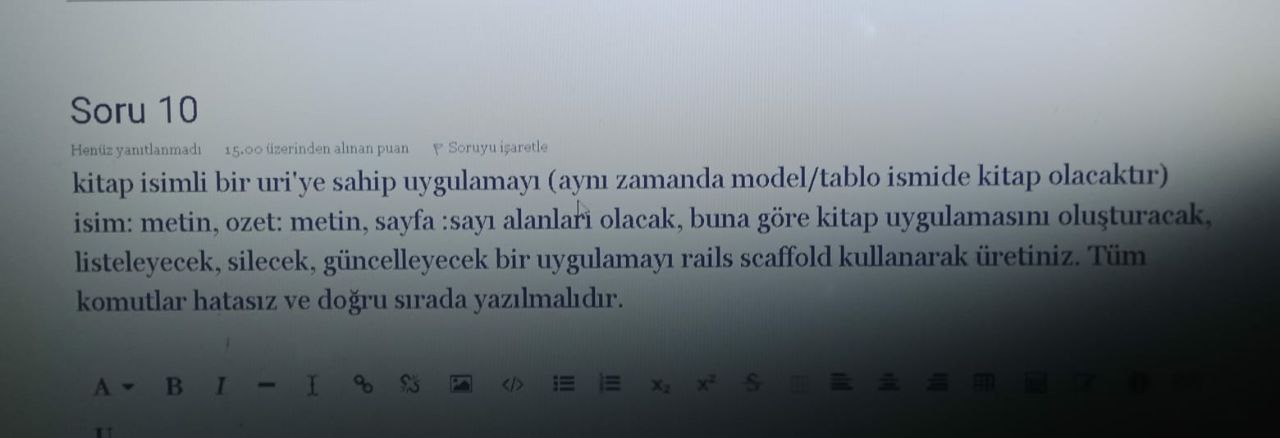 Soru 10
Henüz yanıtlanmadı 15.00 üzerinden alınan puan Soruyu işaretle
kitap isimli bir uri'ye sahip uygulamayı (aynı zamanda model/tablo ismide kitap olacaktır)
isim: metin, ozet: metin, sayfa :sayı alanları olacak, buna göre kitap uygulamasını oluşturacak,
listeleyecek, silecek, güncelleyecek bir uygulamayı rails scaffold kullanarak üretiniz. Tüm
komutlar hatasız ve doğru sırada yazılmalıdır.
A B I x₂ x² S
U